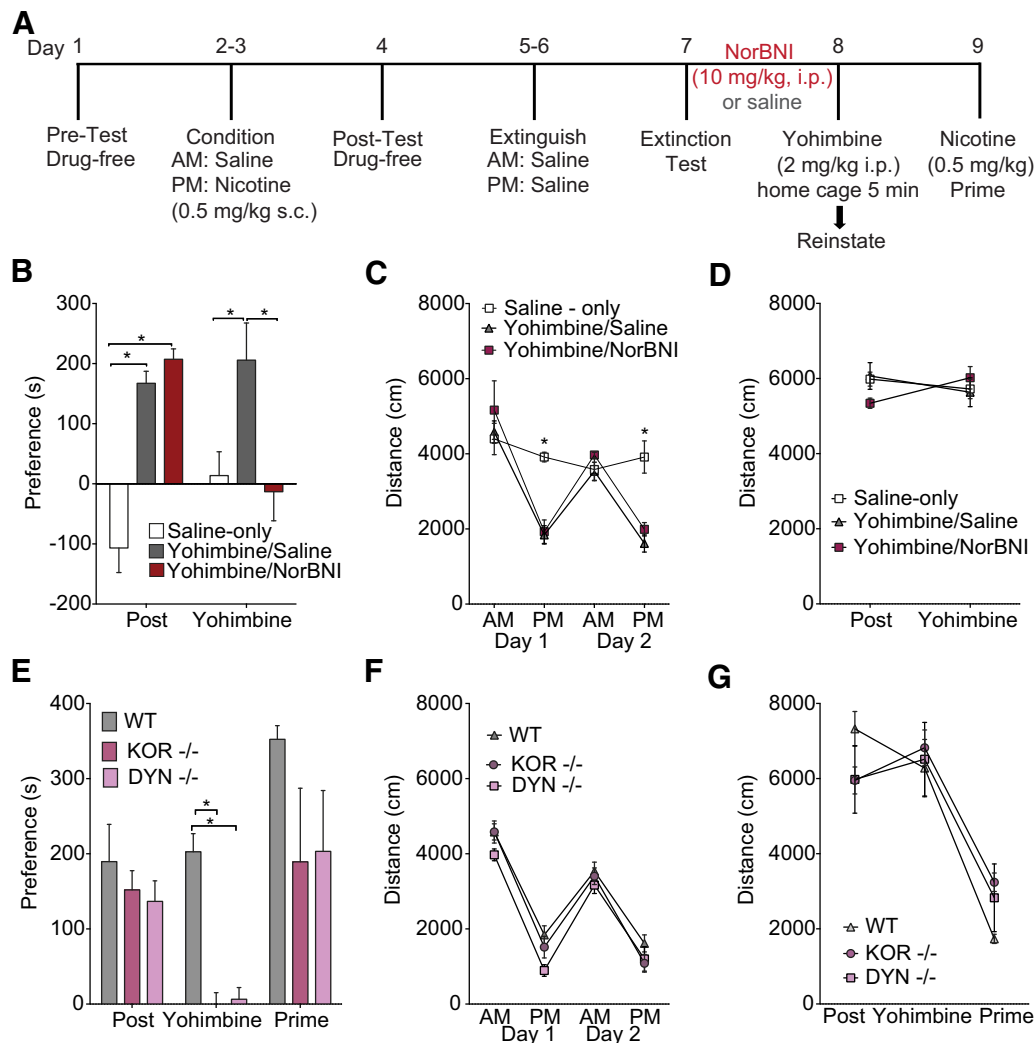 A
Day 1 2-3 4 5-6 7 NorBNI 8 9
(10 mg/kg, i.p.)
or saline
Pre-Test
Drug-free
Condition
AM: Saline
PM: Nicotine
(0.5 mg/kg s.c.)
Post-Test
Drug-free
Extinguish
AM: Saline
PM: Saline
Extinction
Test
Yohimbine
(2 mg/kg i.p.)
home cage 5 min
Reinstate
Nicotine
(0.5 mg/kg)
Prime
B
Preference (s)
300
200
100
0
-100
-200
* * * *
Saline-only
Yohimbine/Saline
Yohimbine/NorBNI
Post Yohimbine
C
Distance (cm)
8000
6000
4000
2000
0
Saline - only
Yohimbine/Saline
Yohimbine/NorBNI
* *
AM PM AM PM
Day 1 Day 2
D
Distance (cm)
8000
6000
4000
2000
0
Saline-only
Yohimbine/Saline
Yohimbine/NorBNI
Post Yohimbine
E
Preference (s)
400
300
200
100
0
WT
KOR -/-
DYN -/-
* *
Post Yohimbine Prime
F
Distance (cm)
8000
6000
4000
2000
0
WT
KOR -/-
DYN -/-
AM PM AM PM
Day 1 Day 2
G
Distance (cm)
8000
6000
4000
2000
0
WT
KOR -/-
DYN -/-
Post Yohimbine Prime